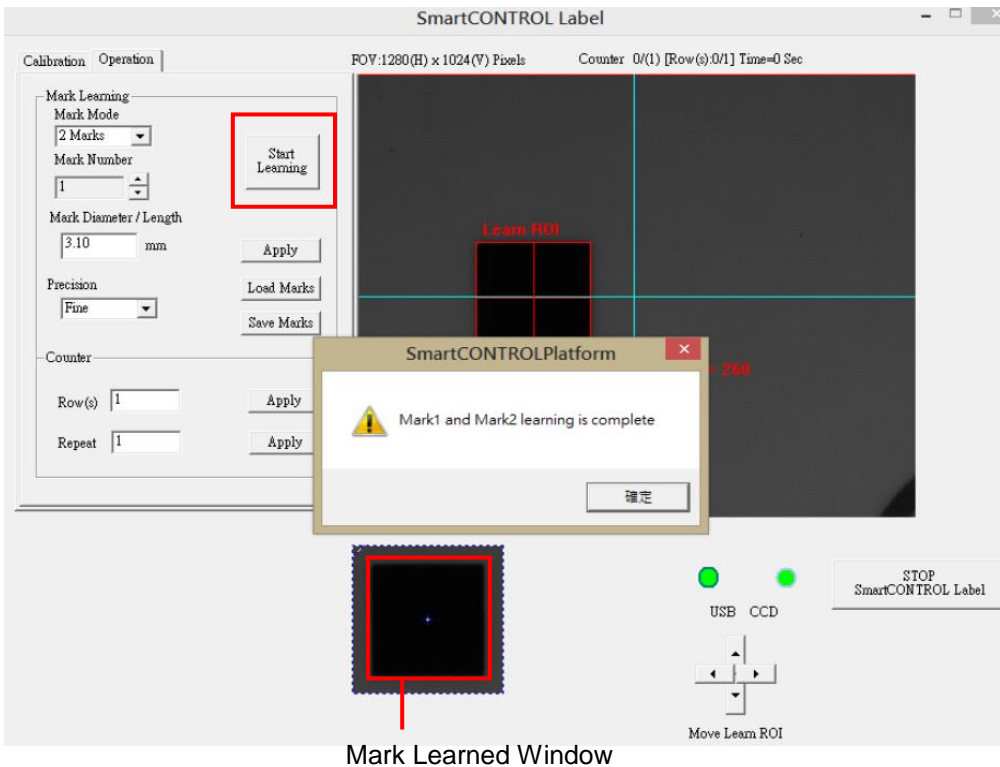 SmartCONTROL Label
Calibration Operation
FOV:1280(H) x 1024(V) Pixels Counter 0/(1) [Row(s):0/1] Time=0 Sec
Mark Learning
Mark Mode
2 Marks
Start
Learning
Mark Number
1
Mark Diameter / Length
3.10 mm
Apply
Precision
Load Marks
Fine
Save Marks
Learn ROI
= 268
Counter
Row(s) 1 Apply
Repeat 1 Apply
SmartCONTROLPlatform
Mark1 and Mark2 learning is complete
確定
USB CCD
STOP
SmartCONTROL Label
Move Learn ROI
Mark Learned Window